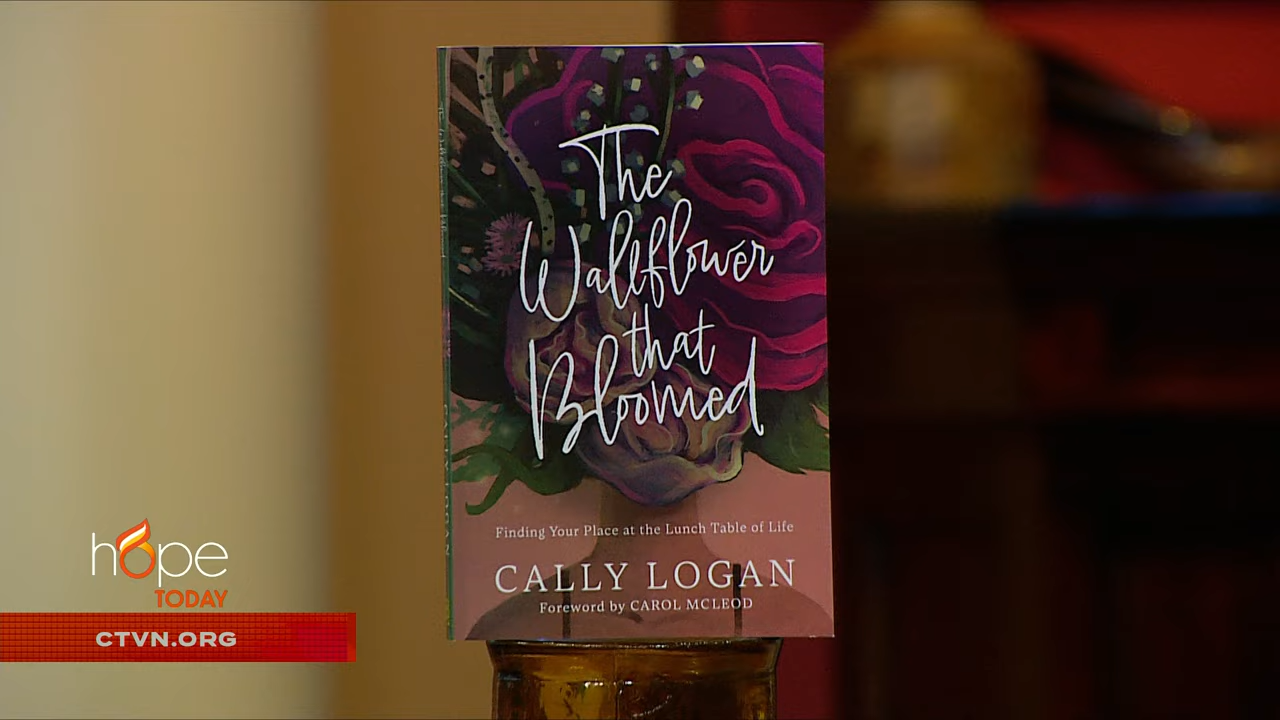 The
Wallflower
that
Bloomed
Finding Your Place at the Lunch Table of Life
CALLY LOGAN
Foreword by CAROL MCLEOD
hope
TODAY
CTVN.ORG